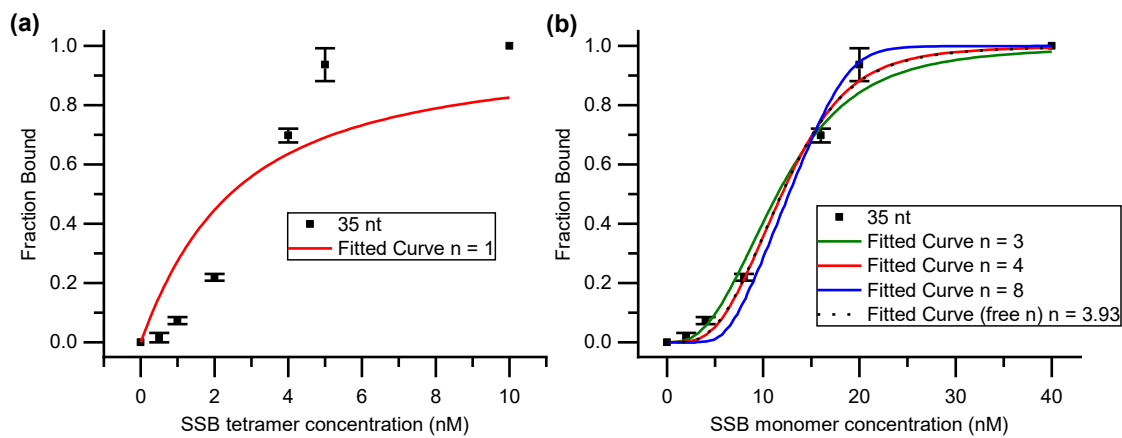 (a)
Fraction Bound
1.0
0.8
0.6
0.4
0.2
0.0
0 2 4 6 8 10
SSB tetramer concentration (nM)
35 nt
Fitted Curve n = 1
(b)
Fraction Bound
1.0
0.8
0.6
0.4
0.2
0.0
0 10 20 30 40
SSB monomer concentration (nM)
35 nt
Fitted Curve n = 3
Fitted Curve n = 4
Fitted Curve n = 8
Fitted Curve (free n) n = 3.93